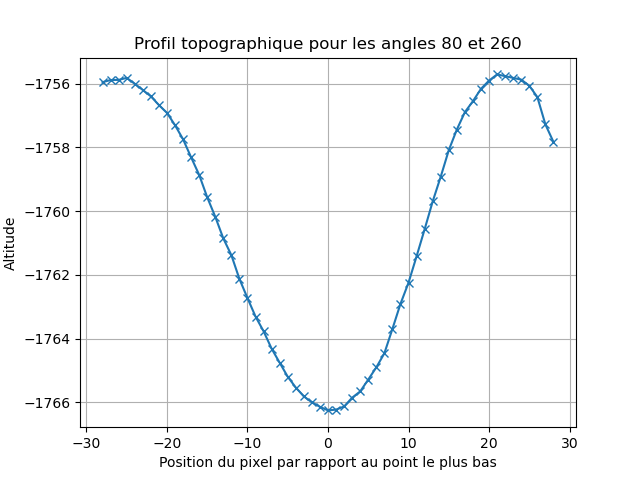 Profil topographique pour les angles 80 et 260
−1756
−1758
−1760
−1762
−1764
−1766
Altitude
−30 −20 −10 0 10 20 30
Position du pixel par rapport au point le plus bas